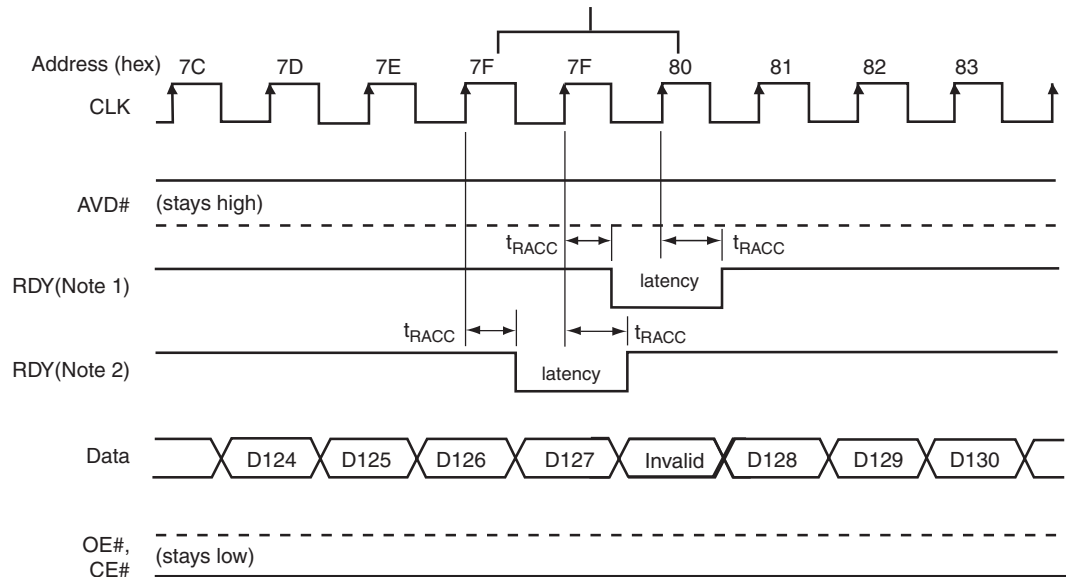 Address (hex) 7C 7D 7E 7F 7F 80 81 82 83
CLK
AVD# (stays high)
tRACC tRACC
RDY(Note 1) latency
tRACC tRACC
RDY(Note 2) latency
Data D124 D125 D126 D127 Invalid D128 D129 D130
OE#,
CE# (stays low)